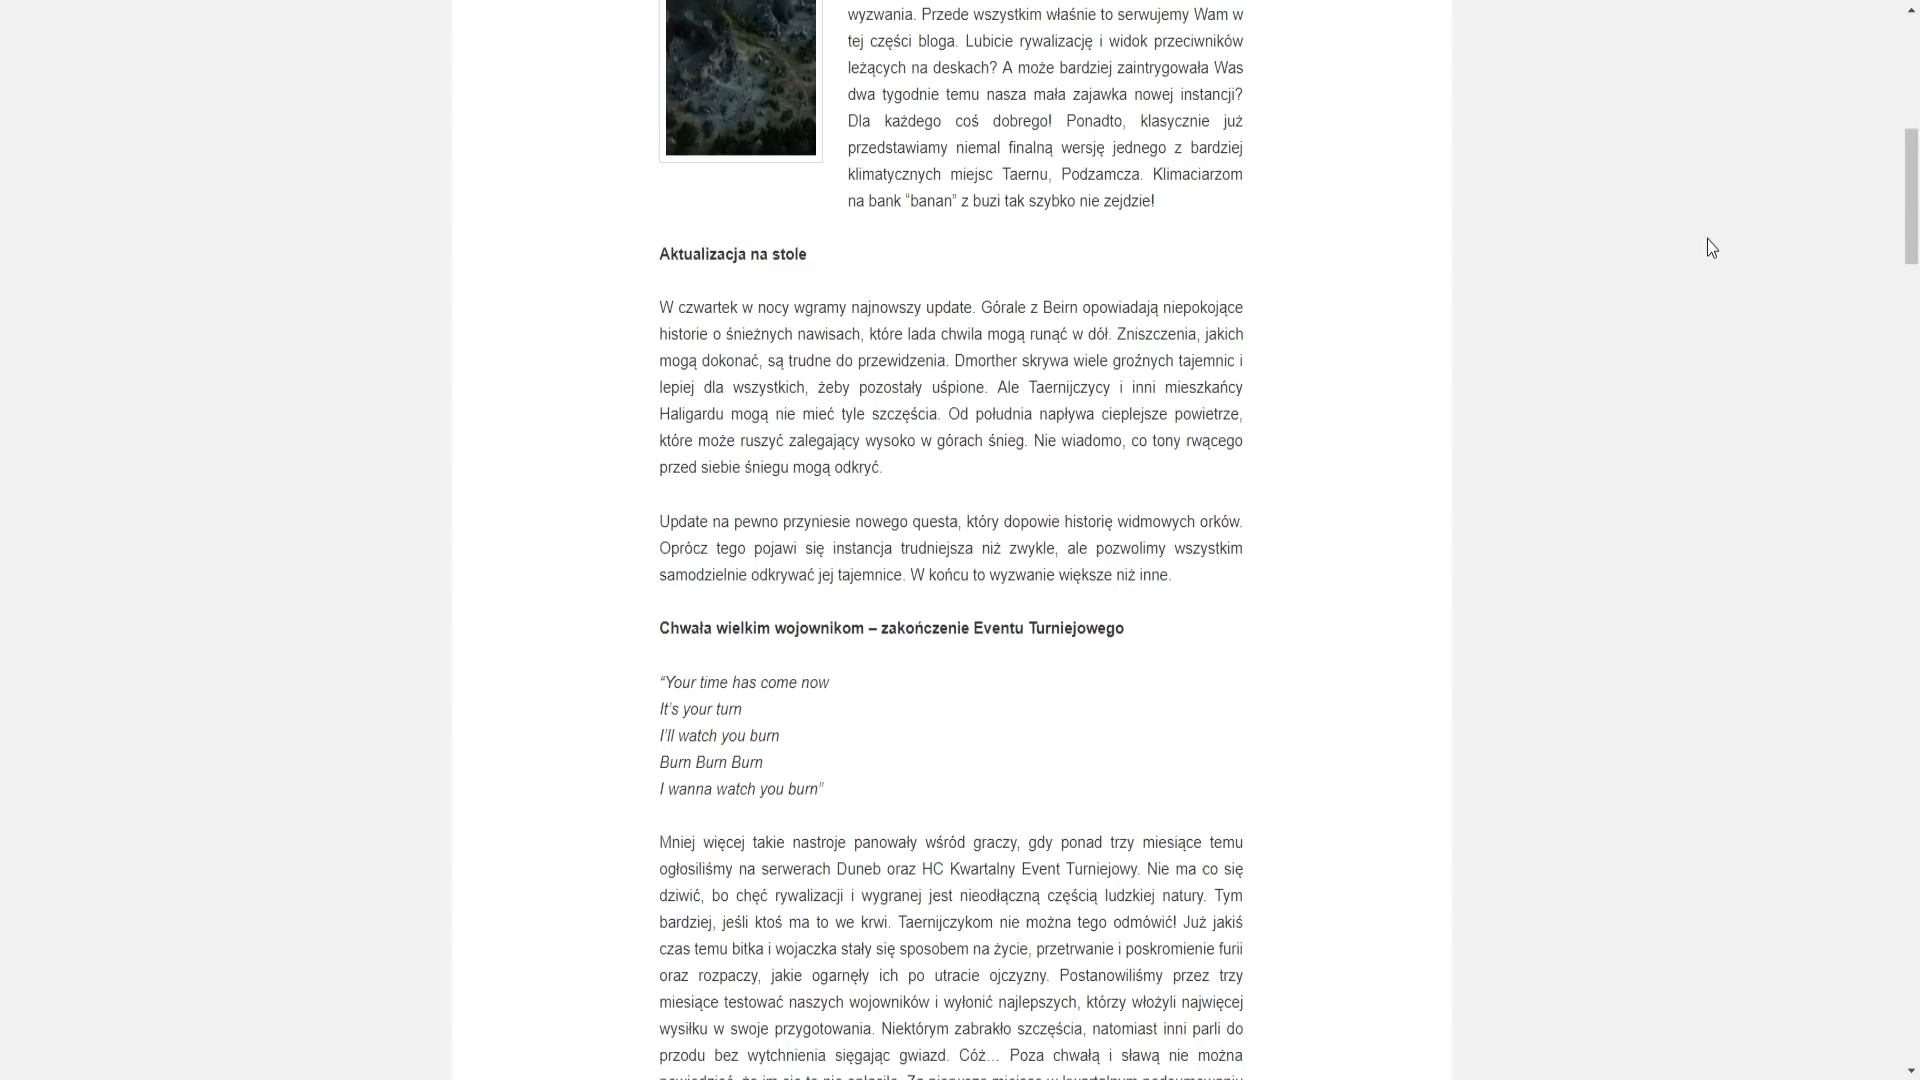 wyzwania. Przede wszystkim właśnie to serwujemy Wam w
tej części bloga. Lubicie rywalizację i widok przeciwników
leżących na deskach? A może bardziej zaintrygowała Was
dwa tygodnie temu nasza mała zajawka nowej instancji?
Dla każdego coś dobrego! Ponadto, klasycznie już
przedstawiamy niemal finalną wersję jednego z bardziej
klimatycznych miejsc Taernu, Podzamcza. Klimaciarzom
na bank “banan” z buzi tak szybko nie zejdzie!
Aktualizacja na stole
W czwartek w nocy wgramy najnowszy update. Górale z Beirn opowiadają niepokojące
historie o śnieżnych nawisach, które lada chwila mogą runąć w dół. Zniszczenia, jakich
mogą dokonać, są trudne do przewidzenia. Dmorther skrywa wiele groźnych tajemnic i
lepiej dla wszystkich, żeby pozostały uśpione. Ale Taernijczycy i inni mieszkańcy
Haligardu mogą nie mieć tyle szczęścia. Od południa napływa cieplejsze powietrze,
które może ruszyć zalegający wysoko w górach śnieg. Nie wiadomo, co tony rwącego
przed siebie śniegu mogą odkryć.
Update na pewno przyniesie nowego questa, który dopowie historię widmowych orków.
Oprócz tego pojawi się instancja trudniejsza niż zwykle, ale pozwolimy wszystkim
samodzielnie odkrywać jej tajemnice. W końcu to wyzwanie większe niż inne.
Chwała wielkim wojownikom – zakończenie Eventu Turniejowego
“Your time has come now
It’s your turn
I’ll watch you burn
Burn Burn Burn
I wanna watch you burn”
Mniej więcej takie nastroje panowały wśród graczy, gdy ponad trzy miesiące temu
ogłosiliśmy na serwerach Duneb oraz HC Kwartalny Event Turniejowy. Nie ma co się
dziwić, bo chęć rywalizacji i wygranej jest nieodłączną częścią ludzkiej natury. Tym
bardziej, jeśli ktoś ma to we krwi. Taernijczykom nie można tego odmówić! Już jakiś
czas temu bitka i wojaczka stały się sposobem na życie, przetrwanie i poskromienie furii
oraz rozpaczy, jakie ogarnęły ich po utracie ojczyzny. Postanowiliśmy przez trzy
miesiące testować naszych wojowników i wyłonić najlepszych, którzy włożyli najwięcej
wysiłku w swoje przygotowania. Niektórym zabrakło szczęścia, natomiast inni parli do
przodu bez wytchnienia sięgając gwiazd. Cóż… Poza chwałą i sławą nie można